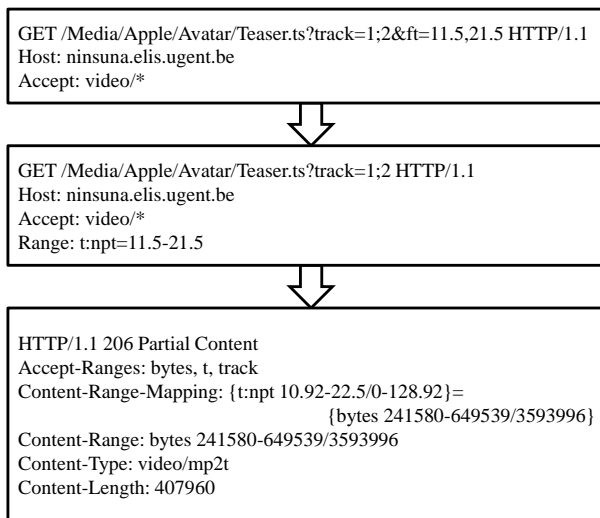 GET /Media/Apple/Avatar/Teaser.ts?track=1;2&ft=11.5,21.5 HTTP/1.1
Host: ninsuna.elis.ugent.be
Accept: video/*
GET /Media/Apple/Avatar/Teaser.ts?track=1;2 HTTP/1.1
Host: ninsuna.elis.ugent.be
Accept: video/*
Range: t:npt=11.5-21.5
HTTP/1.1 206 Partial Content
Accept-Ranges: bytes, t, track
Content-Range-Mapping: {t:npt 10.92-22.5/0-128.92}=
{bytes 241580-649539/3593996}
Content-Range: bytes 241580-649539/3593996
Content-Type: video/mp2t
Content-Length: 407960